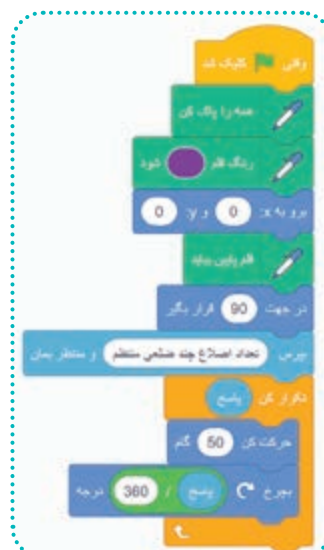 وقتی کلیک شد
همه را پاک کن
رنگ قلم شود
برو به x: 0 و y: 0
قلم پایین بیاید
در جهت 90 قرار بگیر
بپرس تعداد اضلاع چند ضلعی منتظم و منتظر بمان
تکرار کن پاسخ
حرکت کن 50 گام
بچرخ 360 / پاسخ درجه